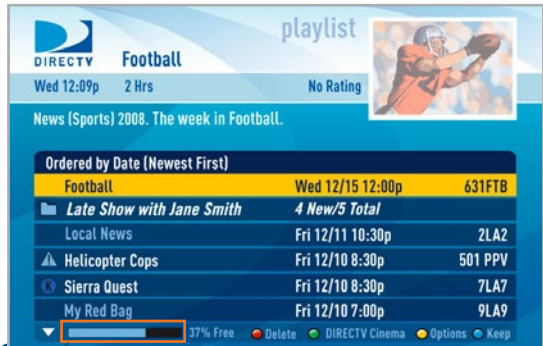 playlist
DIRECTV Football
Wed 12:09p 2 Hrs No Rating
News (Sports) 2008. The week in Football.
Ordered by Date (Newest First)
Football Wed 12/15 12:00p 631FTB
Late Show with Jane Smith 4 New/5 Total
Local News Fri 12/11 10:30p 2LA2
Helicopter Cops Fri 12/10 8:30p 501 PPV
K Sierra Quest Fri 12/10 8:30p 7LA7
My Red Bag Fri 12/10 7:00p 9LA9
37% Free Delete DIRECTV Cinema Options Keep